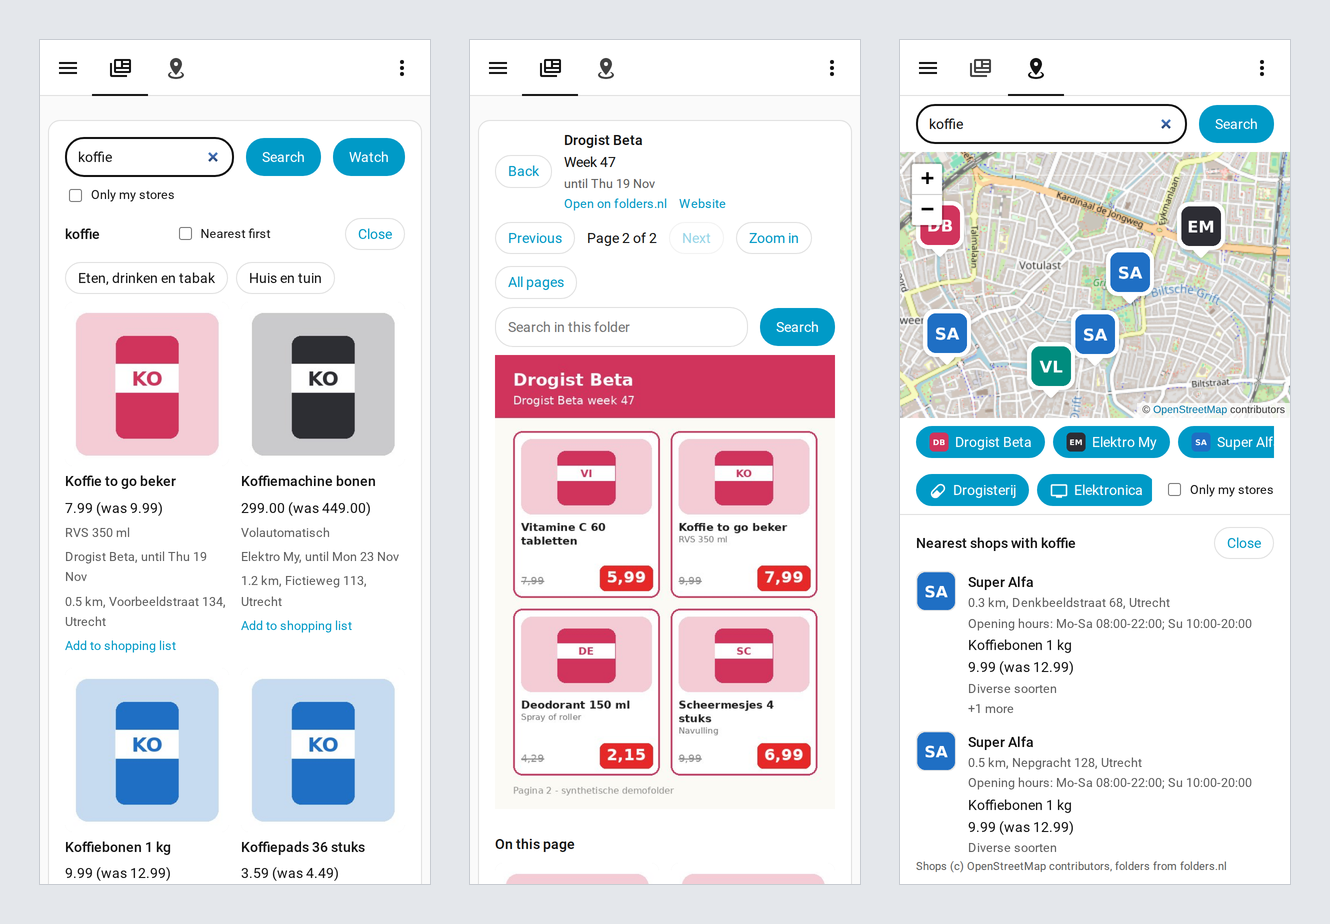 koffie
Search
Watch
Only my stores
koffie
Nearest first
Close
Eten, drinken en tabak
Huis en tuin
KO
KO
Koffie to go beker
7.99 (was 9.99)
RVS 350 ml
Drogist Beta, until Thu 19
Nov
0.5 km, Voorbeeldstraat 134,
Utrecht
Add to shopping list
Koffiemachine bonen
299.00 (was 449.00)
Volautomatisch
Elektro My, until Mon 23 Nov
1.2 km, Fictieweg 113,
Utrecht
Add to shopping list
KO
KO
Koffiebonen 1 kg
9.99 (was 12.99)
Koffiepads 36 stuks
3.59 (was 4.49)
Back
Drogist Beta
Week 47
until Thu 19 Nov
Open on folders.nl Website
Previous
Page 2 of 2
Next
Zoom in
All pages
Search in this folder
Search
Drogist Beta
Drogist Beta week 47
VI
Vitamine C 60
tabletten
7,99
5,99
KO
Koffie to go beker
RVS 350 ml
9,99
7,99
DE
Deodorant 150 ml
Spray of roller
4,29
2,15
SC
Scheermesjes 4
stuks
Navulling
9,99
6,99
Pagina 2 - synthetische demofolder
On this page
koffie
Search
+
−
DB
EM
SA
SA
SA
VL
Kardinaal de Jongweg
Eykmanlaan
Talmalaan
Votulast
Biltsche Grift
Biltstraat
© OpenStreetMap contributors
DB Drogist Beta
EM Elektro My
SA Super Alf
Drogisterij
Elektronica
Only my stores
Nearest shops with koffie
Close
SA
Super Alfa
0.3 km, Denkbeeldstraat 68, Utrecht
Opening hours: Mo-Sa 08:00-22:00; Su 10:00-20:00
Koffiebonen 1 kg
9.99 (was 12.99)
Diverse soorten
+1 more
SA
Super Alfa
0.5 km, Nepgracht 128, Utrecht
Opening hours: Mo-Sa 08:00-22:00; Su 10:00-20:00
Koffiebonen 1 kg
9.99 (was 12.99)
Diverse soorten
Shops (c) OpenStreetMap contributors, folders from folders.nl